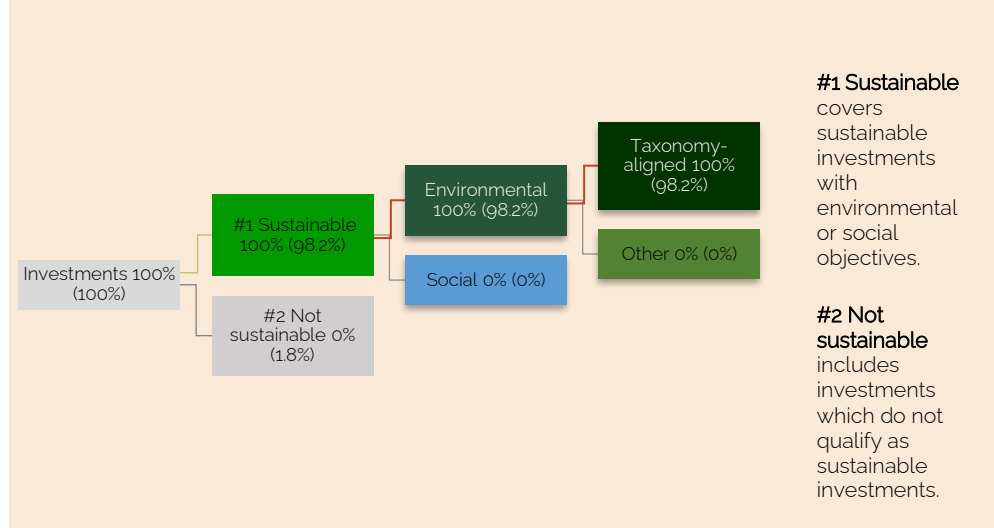 Investments 100%
(100%)
#1 Sustainable
100% (98.2%)
#2 Not
sustainable 0%
(1.8%)
Environmental
100% (98.2%)
Social 0% (0%)
Taxonomy-
aligned 100%
(98.2%)
Other 0% (0%)
#1 Sustainable
covers
sustainable
investments
with
environmental
or social
objectives.
#2 Not
sustainable
includes
investments
which do not
qualify as
sustainable
investments.